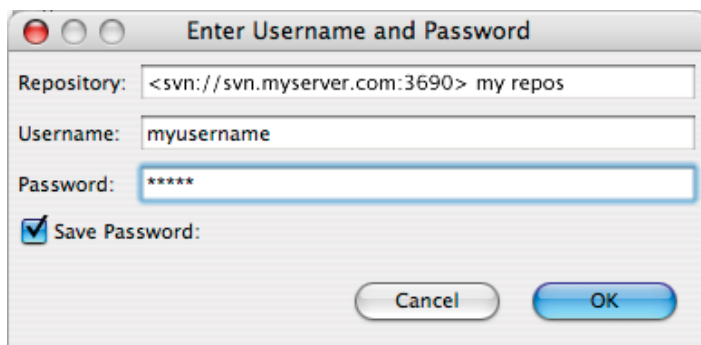 Enter Username and Password
Repository: <svn://svn.myserver.com:3690> my repos
Username: myusername
Password: *****
Save Password:
Cancel OK